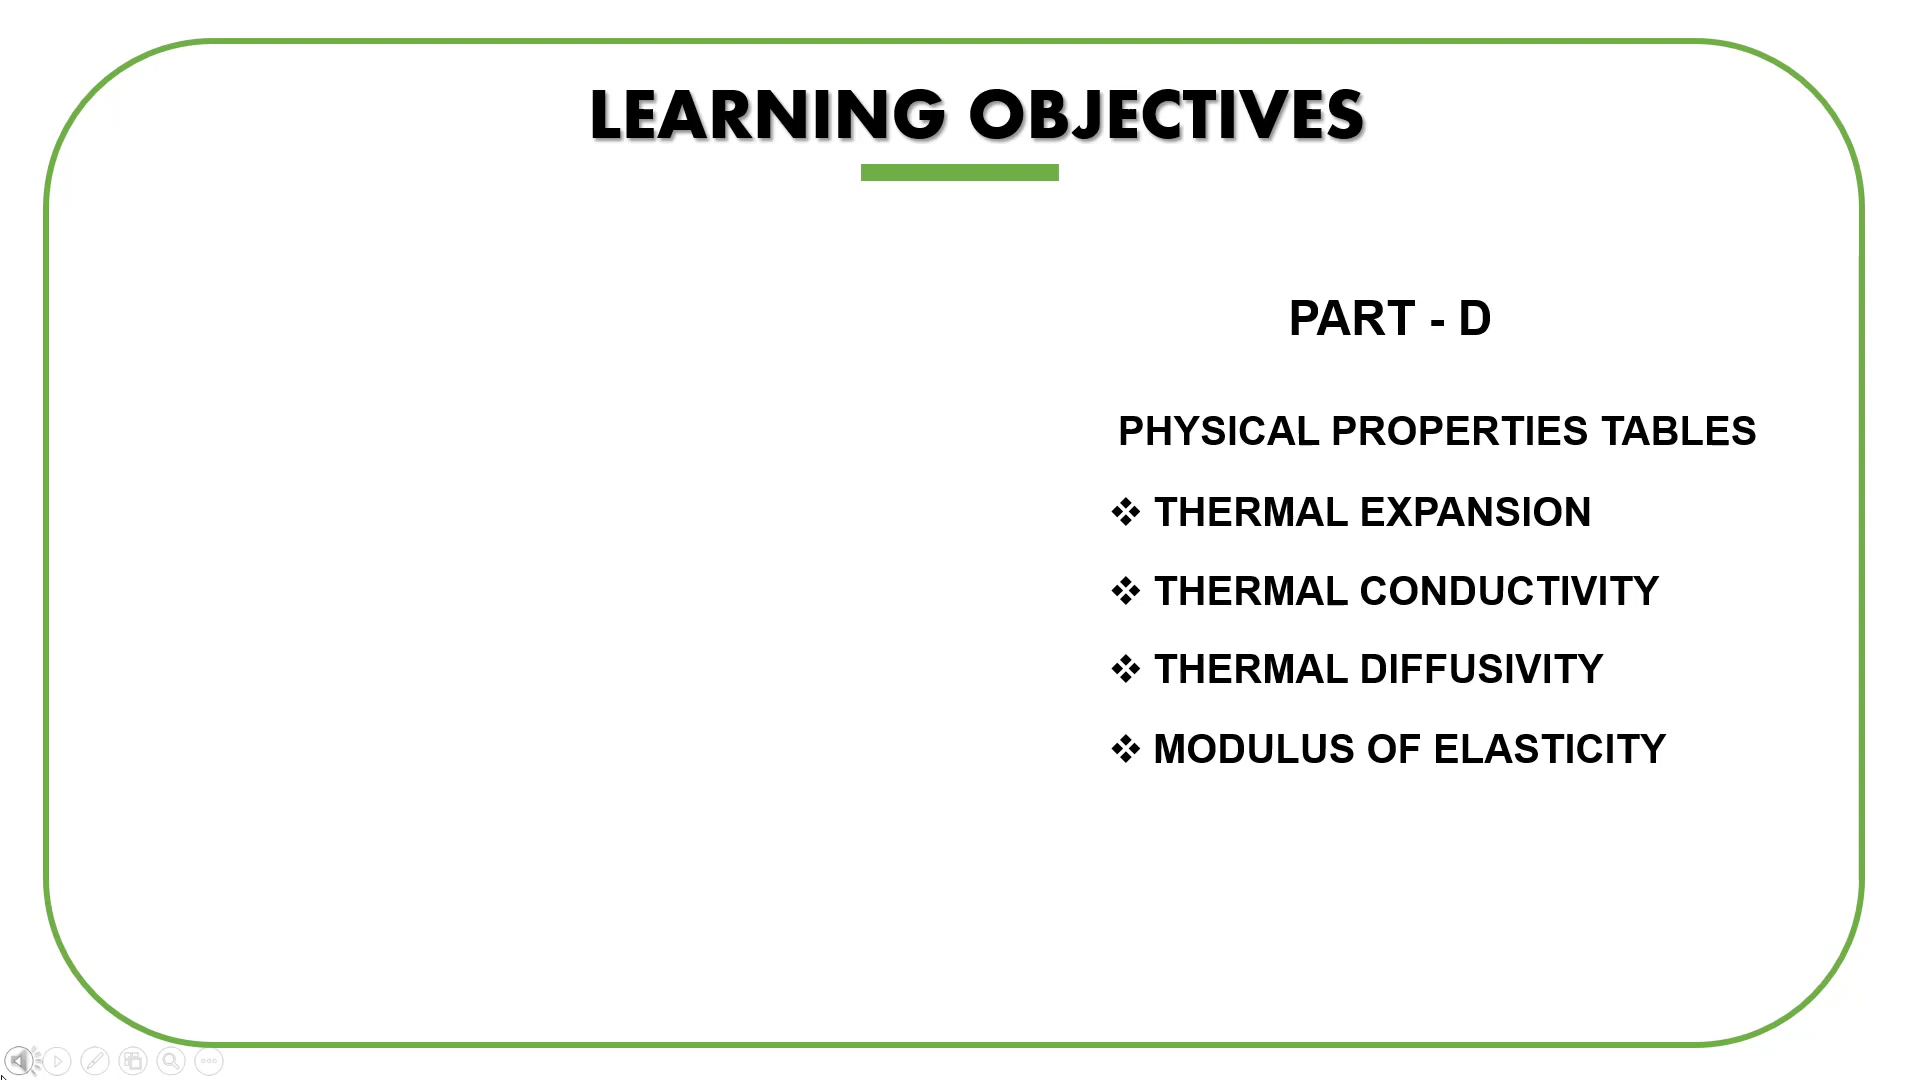 LEARNING OBJECTIVES
PART - D
PHYSICAL PROPERTIES TABLES
❖ THERMAL EXPANSION
❖ THERMAL CONDUCTIVITY
❖ THERMAL DIFFUSIVITY
❖ MODULUS OF ELASTICITY